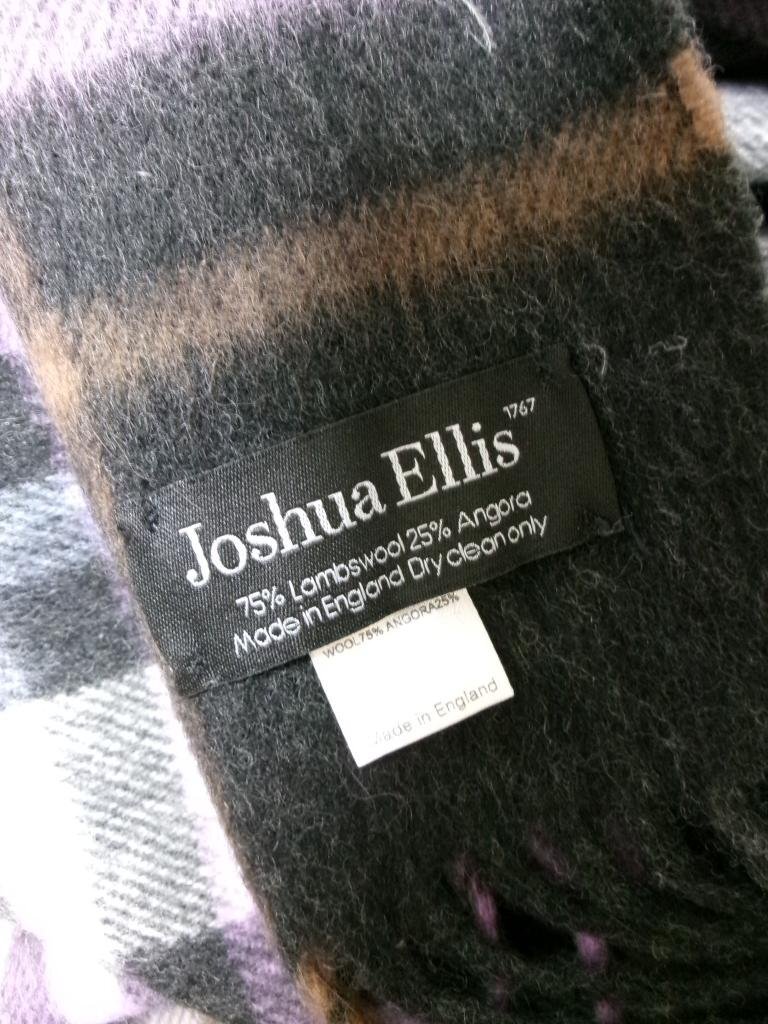 Joshua Ellis 1767
75% Lambswool 25% Angora
Made in England Dry clean only
WOOL75% ANGORA25%
Made in England